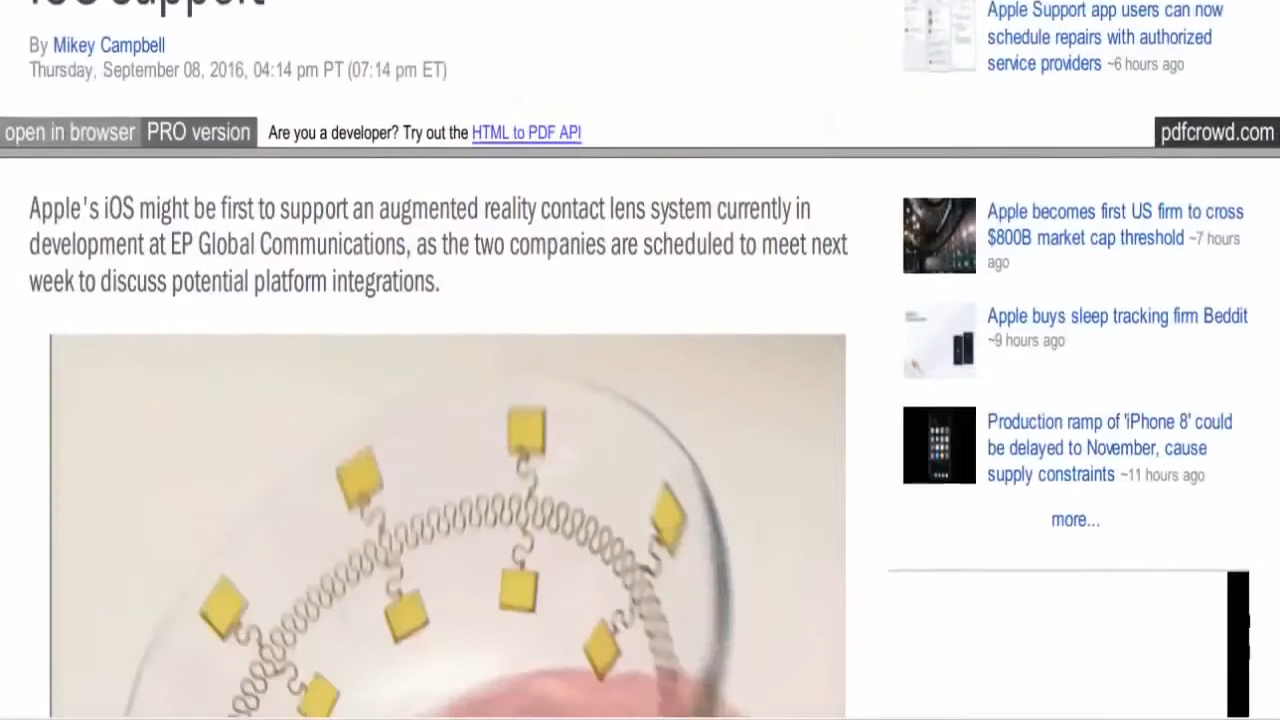 iOS support
By Mikey Campbell
Thursday, September 08, 2016, 04:14 pm PT (07:14 pm ET)
Apple Support app users can now
schedule repairs with authorized
service providers ~6 hours ago
open in browser PRO version Are you a developer? Try out the HTML to PDF API
pdfcrowd.com
Apple's iOS might be first to support an augmented reality contact lens system currently in
development at EP Global Communications, as the two companies are scheduled to meet next
week to discuss potential platform integrations.
Apple becomes first US firm to cross
$800B market cap threshold ~7 hours
ago
Apple buys sleep tracking firm Beddit
~9 hours ago
Production ramp of 'iPhone 8' could
be delayed to November, cause
supply constraints ~11 hours ago
more...